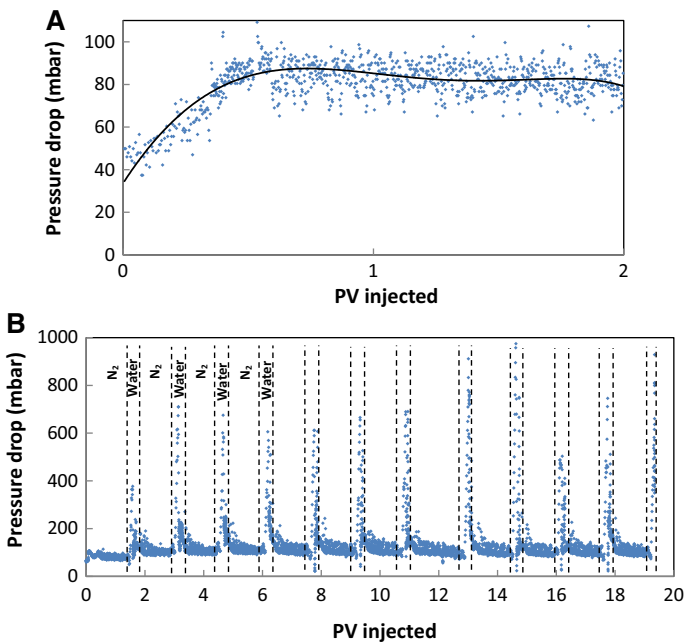 A
Pressure drop (mbar)
100
80
60
40
20
0
0 1 2
PV injected
B
Pressure drop (mbar)
1000
800
600
400
200
0
N₂ Water N₂ Water N₂ Water N₂ Water
0 2 4 6 8 10 12 14 16 18 20
PV injected